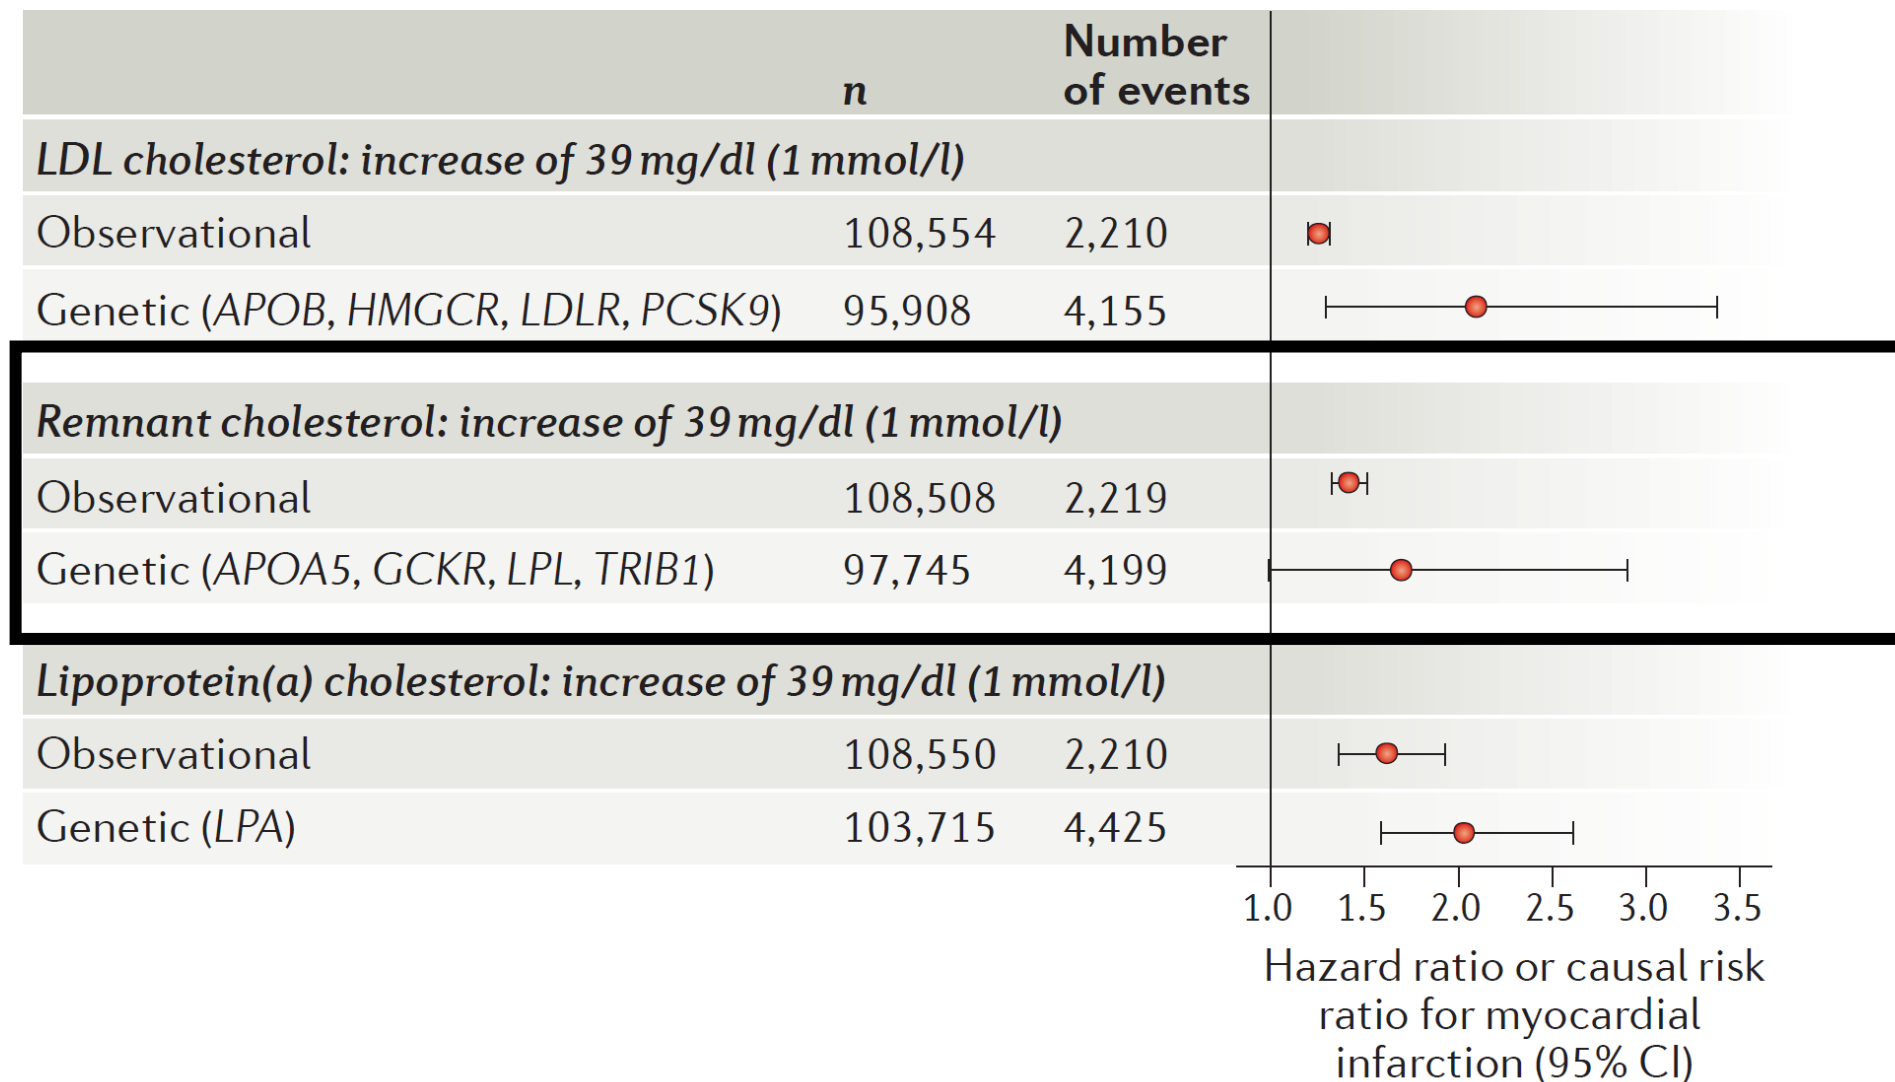 n Number of events
LDL cholesterol: increase of 39 mg/dl (1 mmol/l)
Observational 108,554 2,210
Genetic (APOB, HMGCR, LDLR, PCSK9) 95,908 4,155
Remnant cholesterol: increase of 39 mg/dl (1 mmol/l)
Observational 108,508 2,219
Genetic (APOA5, GCKR, LPL, TRIB1) 97,745 4,199
Lipoprotein(a) cholesterol: increase of 39 mg/dl (1 mmol/l)
Observational 108,550 2,210
Genetic (LPA) 103,715 4,425
1.0 1.5 2.0 2.5 3.0 3.5
Hazard ratio or causal risk
ratio for myocardial
infarction (95% CI)